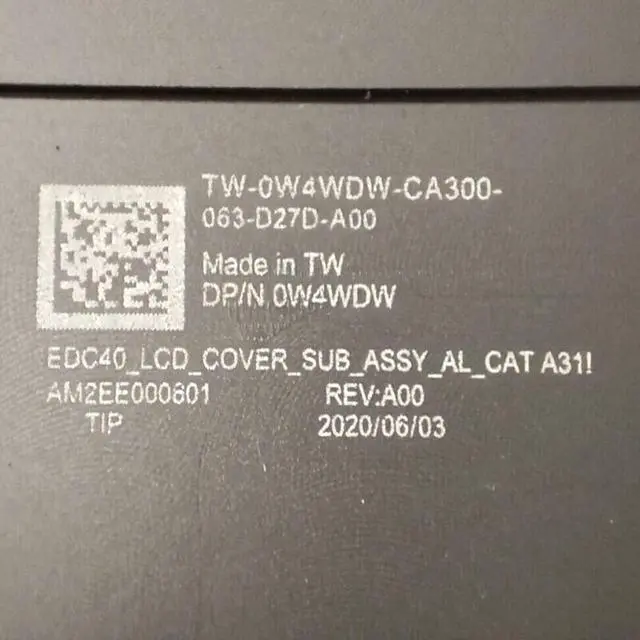 TW-0W4WDW-CA300-
063-D27D-A00
Made in TW
DP/N 0W4WDW
EDC40_LCD_COVER_SUB_ASSY_AL_CAT A31!
AM2EE000601 REV:A00
TIP 2020/06/03